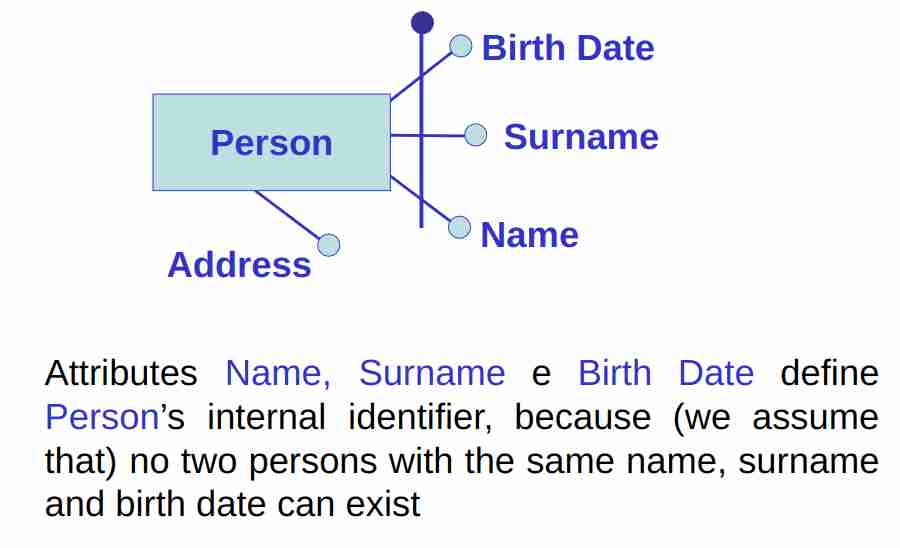 Birth Date
Person
Surname
Name
Address
Attributes Name, Surname e Birth Date define
Person’s internal identifier, because (we assume
that) no two persons with the same name, surname
and birth date can exist